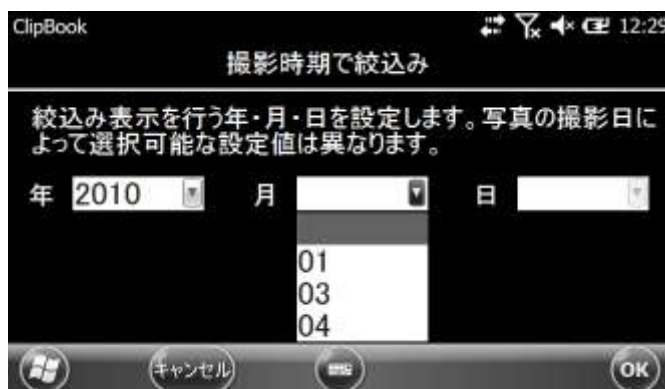 ClipBook 12:29
撮影時期で絞込み
絞込み表示を行う年・月・日を設定します。写真の撮影日に
よって選択可能な設定値は異なります。
年 2010 月 日
01
03
04
キャンセル OK